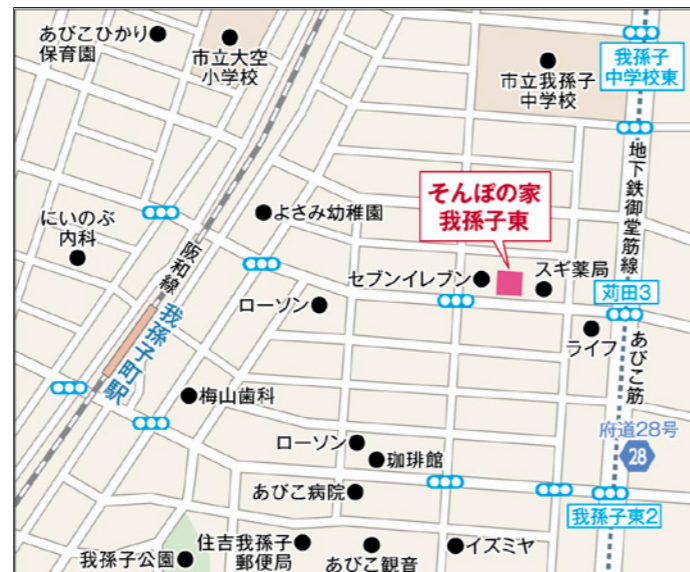 あびこひかり
保育園
市立大空
小学校
市立我孫子
中学校
我孫子
中学校東
地下鉄御堂筋線
そんぽの家
我孫子東
よさみ幼稚園
にいのぶ
内科
阪和線
セブンイレブン
スギ薬局
苅田3
ローソン
ライフ
あびこ筋
我孫子町駅
梅山歯科
府道28号
28
ローソン
珈琲館
あびこ病院
我孫子東2
我孫子公園
住吉我孫子
郵便局
あびこ観音
イズミヤ